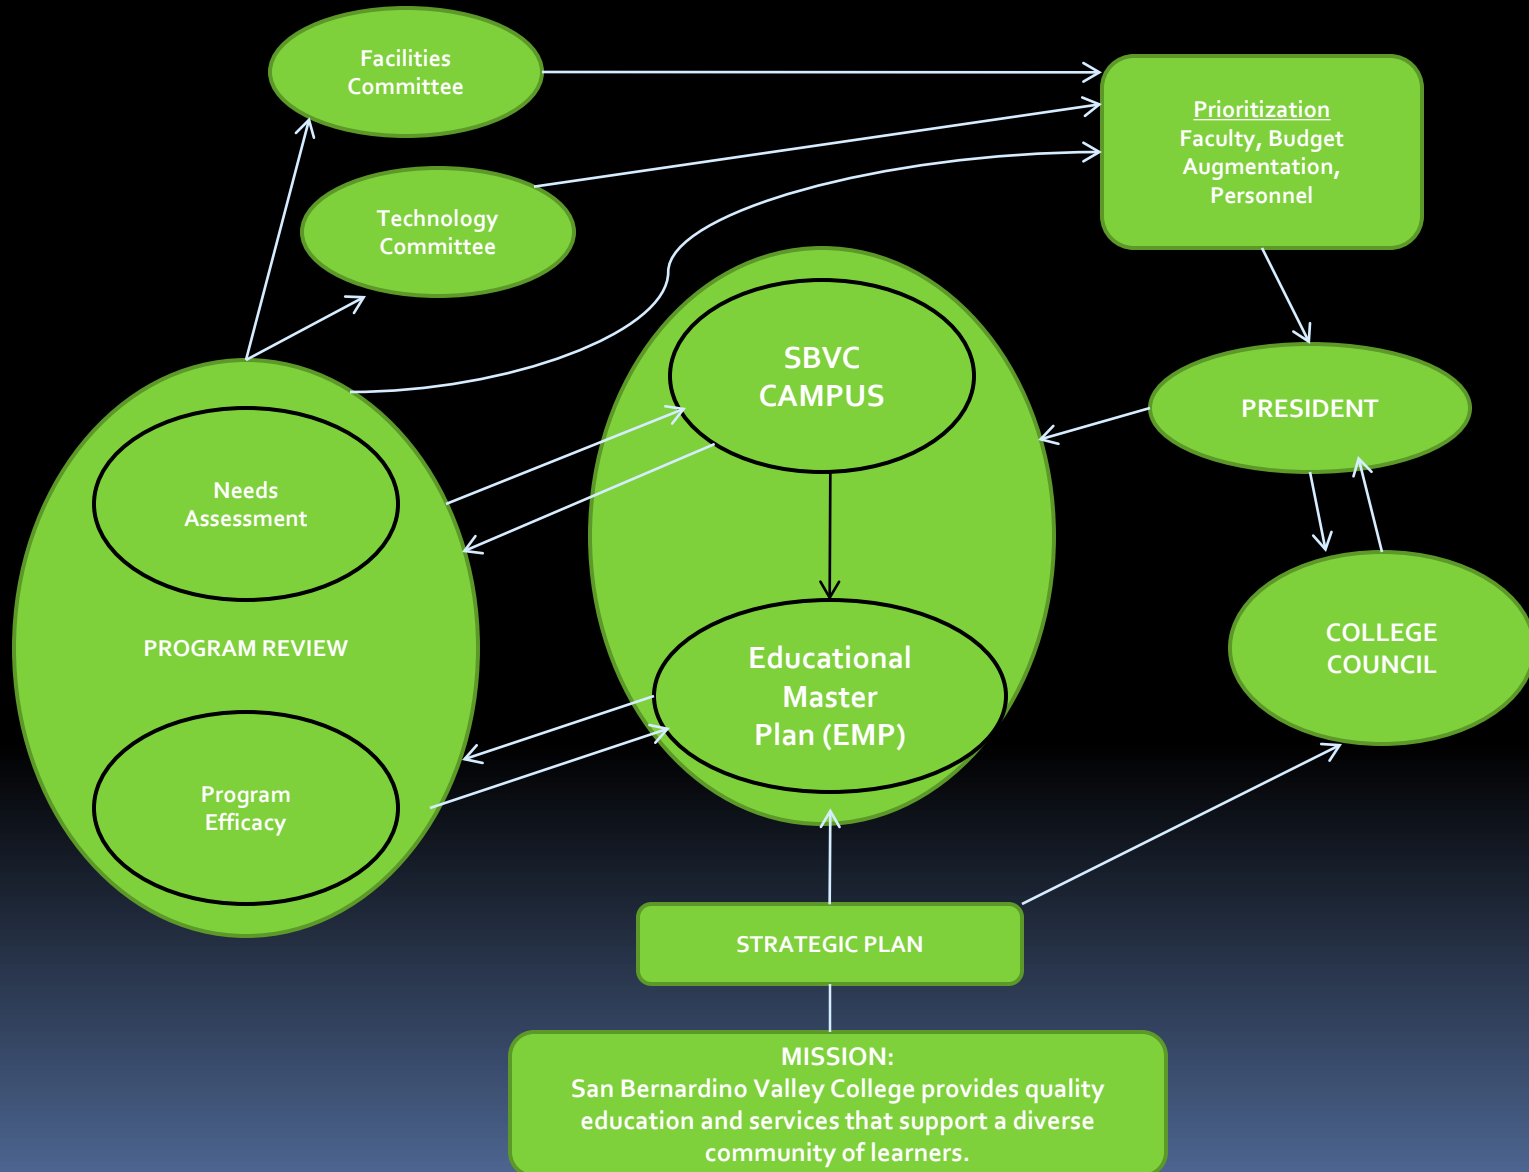 Facilities
Committee
Prioritization
Faculty, Budget
Augmentation,
Personnel
Technology
Committee
SBVC
CAMPUS
PRESIDENT
Needs
Assessment
PROGRAM REVIEW
COLLEGE
COUNCIL
Educational
Master
Plan (EMP)
Program
Efficacy
STRATEGIC PLAN
MISSION:
San Bernardino Valley College provides quality
education and services that support a diverse
community of learners.